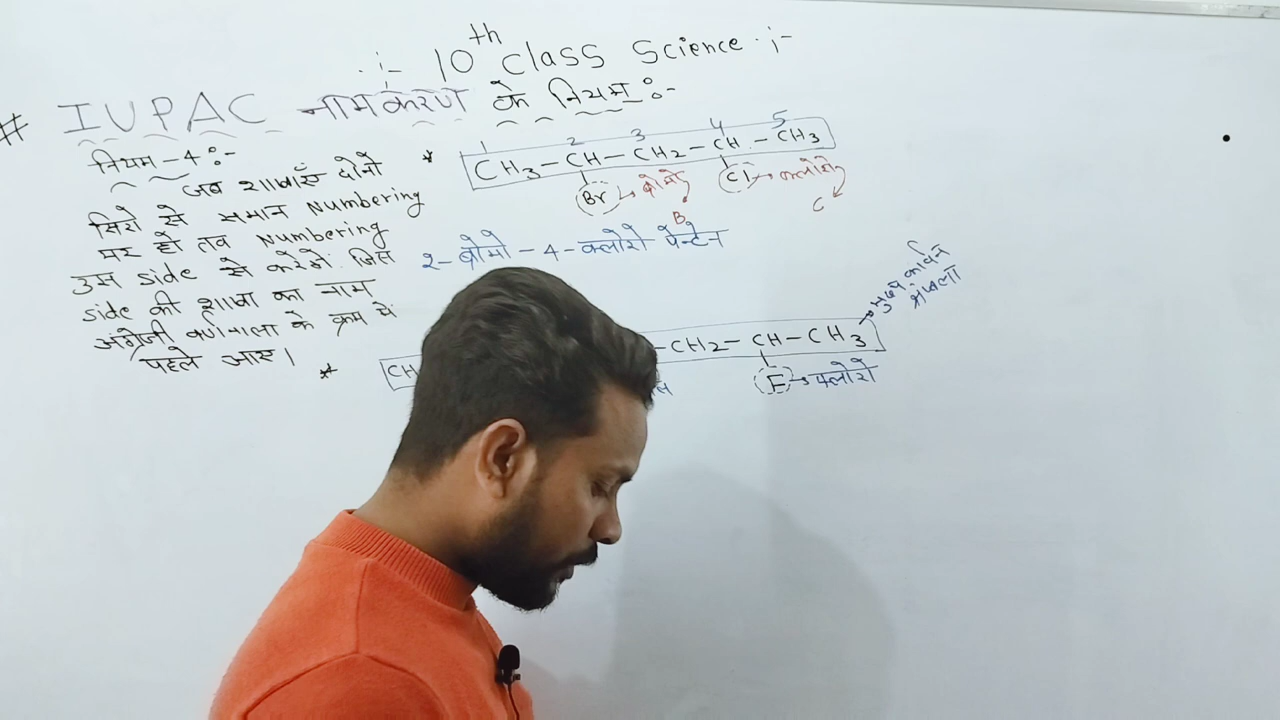 :- 10th Class Science :-
# IUPAC नामकरण के नियम :-
नियम - 4 :-
जब शाखाएँ दोनों
सिरों से समान Numbering
पर हो तब Numbering
उस side से करेंगे जिस
side की शाखा का नाम
अंग्रेजी वर्णमाला के क्रम में
पहले आए।
1 2 3 4 5
* CH3 - CH - CH2 - CH - CH3
Br → ब्रोमो Cl → क्लोरो
B C
2 - ब्रोमो - 4 - क्लोरो पेन्टेन
मुख्य कार्बन
श्रृंखला
* CH - CH2 - CH - CH3
F → फ्लोरो